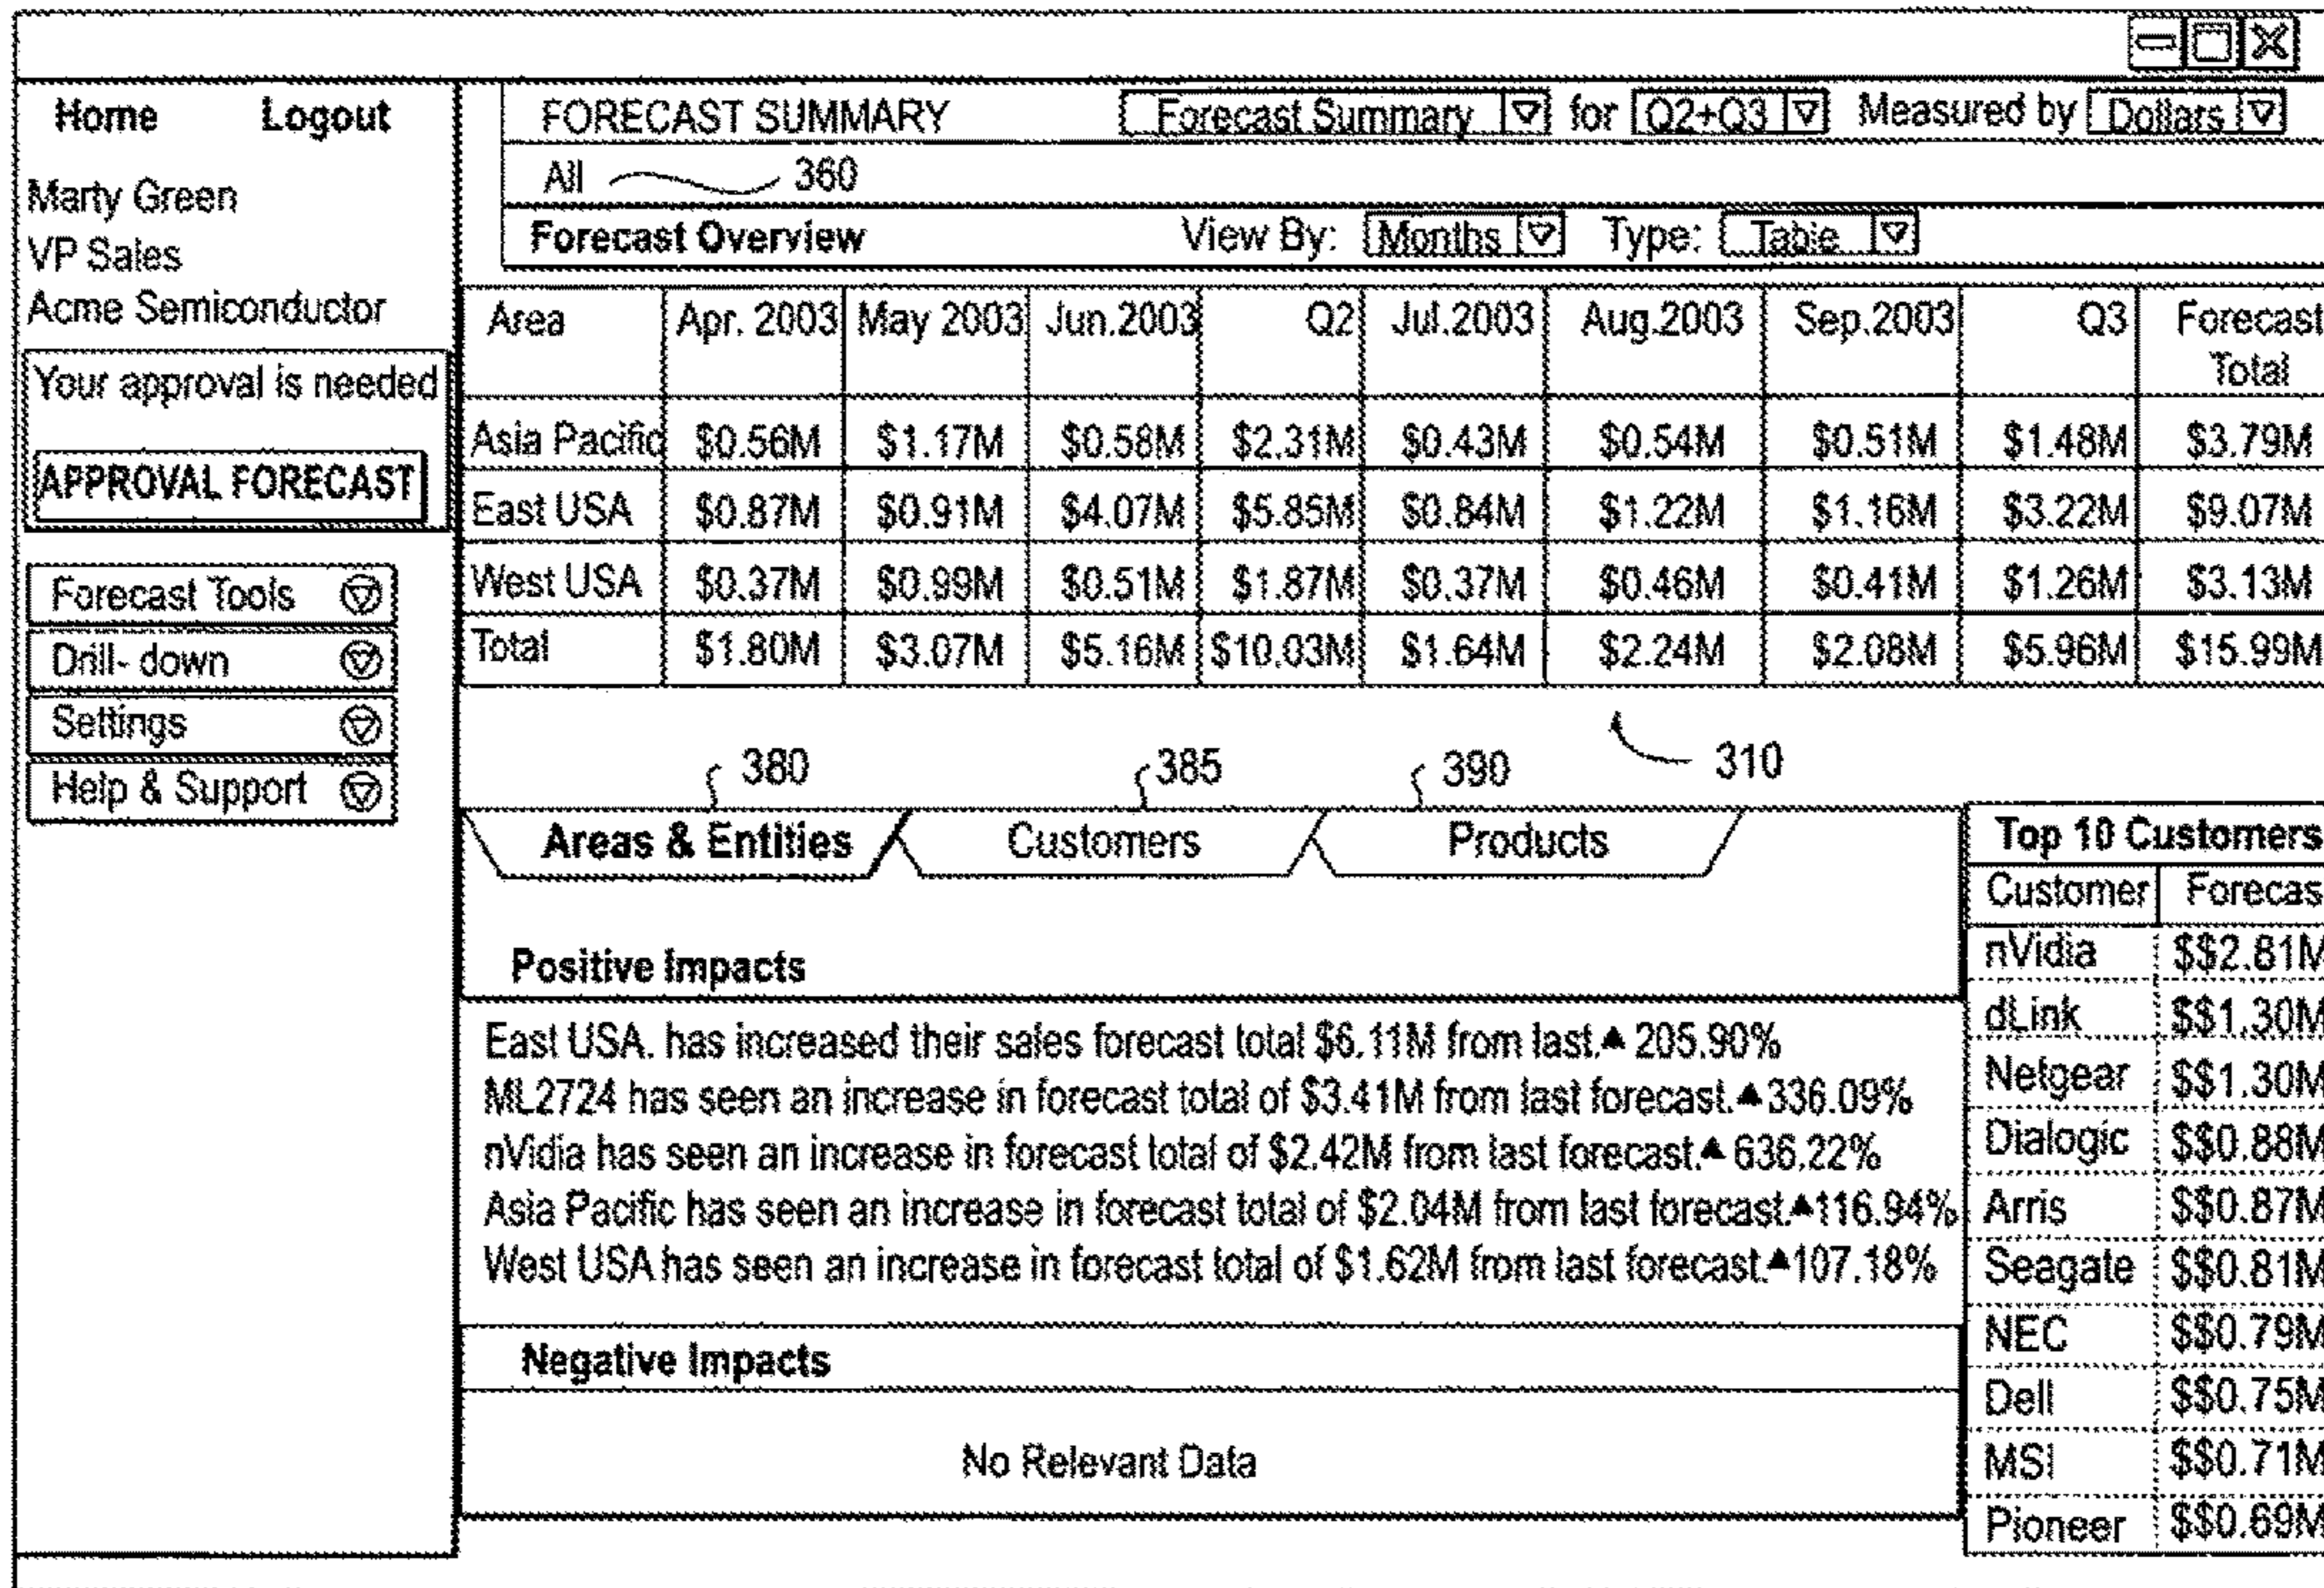 Home Logout
Marty Green
VP Sales
Acme Semiconductor
Your approval is needed
APPROVAL FORECAST
Forecast Tools
Drill- down
Settings
Help & Support
FORECAST SUMMARY Forecast Summary for Q2+Q3 Measured by Dollars
All 360
Forecast Overview View By: Months Type: Table
Area Apr. 2003 May 2003 Jun.2003 Q2 Jul.2003 Aug.2003 Sep.2003 Q3 Forecast
Total
Asia Pacific $0.56M $1.17M $0.58M $2.31M $0.43M $0.54M $0.51M $1.48M $3.79M
East USA $0.87M $0.91M $4.07M $5.85M $0.84M $1.22M $1.16M $3.22M $9.07M
West USA $0.37M $0.99M $0.51M $1.87M $0.37M $0.46M $0.41M $1.26M $3.13M
Total $1.80M $3.07M $5.16M $10.03M $1.64M $2.24M $2.08M $5.96M $15.99M
380 385 390 310
Areas & Entities Customers Products
Positive Impacts
East USA. has increased their sales forecast total $6.11M from last.▲ 205.90%
ML2724 has seen an increase in forecast total of $3.41M from last forecast.▲336.09%
nVidia has seen an increase in forecast total of $2.42M from last forecast.▲ 636.22%
Asia Pacific has seen an increase in forecast total of $2.04M from last forecast.▲116.94%
West USA has seen an increase in forecast total of $1.62M from last forecast.▲107.18%
Negative Impacts
No Relevant Data
Top 10 Customers
Customer Forecas
nVidia $$2.81M
dLink $$1.30M
Netgear $$1.30M
Dialogic $$0.88M
Arris $$0.87M
Seagate $$0.81M
NEC $$0.79M
Dell $$0.75M
MSI $$0.71M
Pioneer $$0.69M